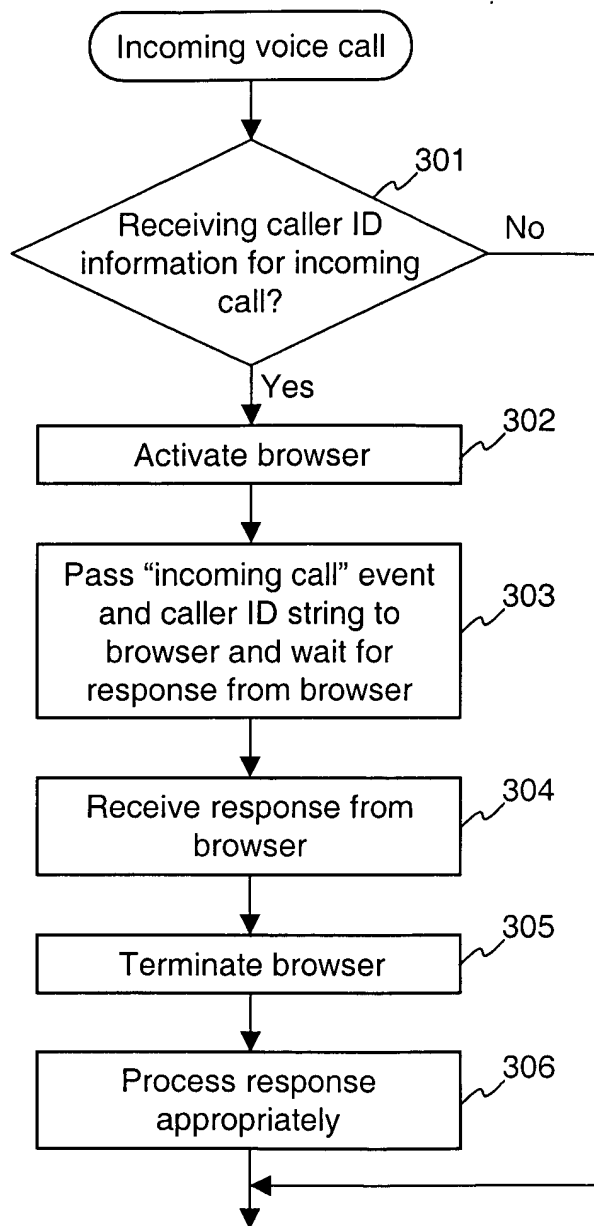 Incoming voice call
301
Receiving caller ID
information for incoming
call?
No
Yes
302
Activate browser
303
Pass “incoming call” event
and caller ID string to
browser and wait for
response from browser
304
Receive response from
browser
305
Terminate browser
306
Process response
appropriately